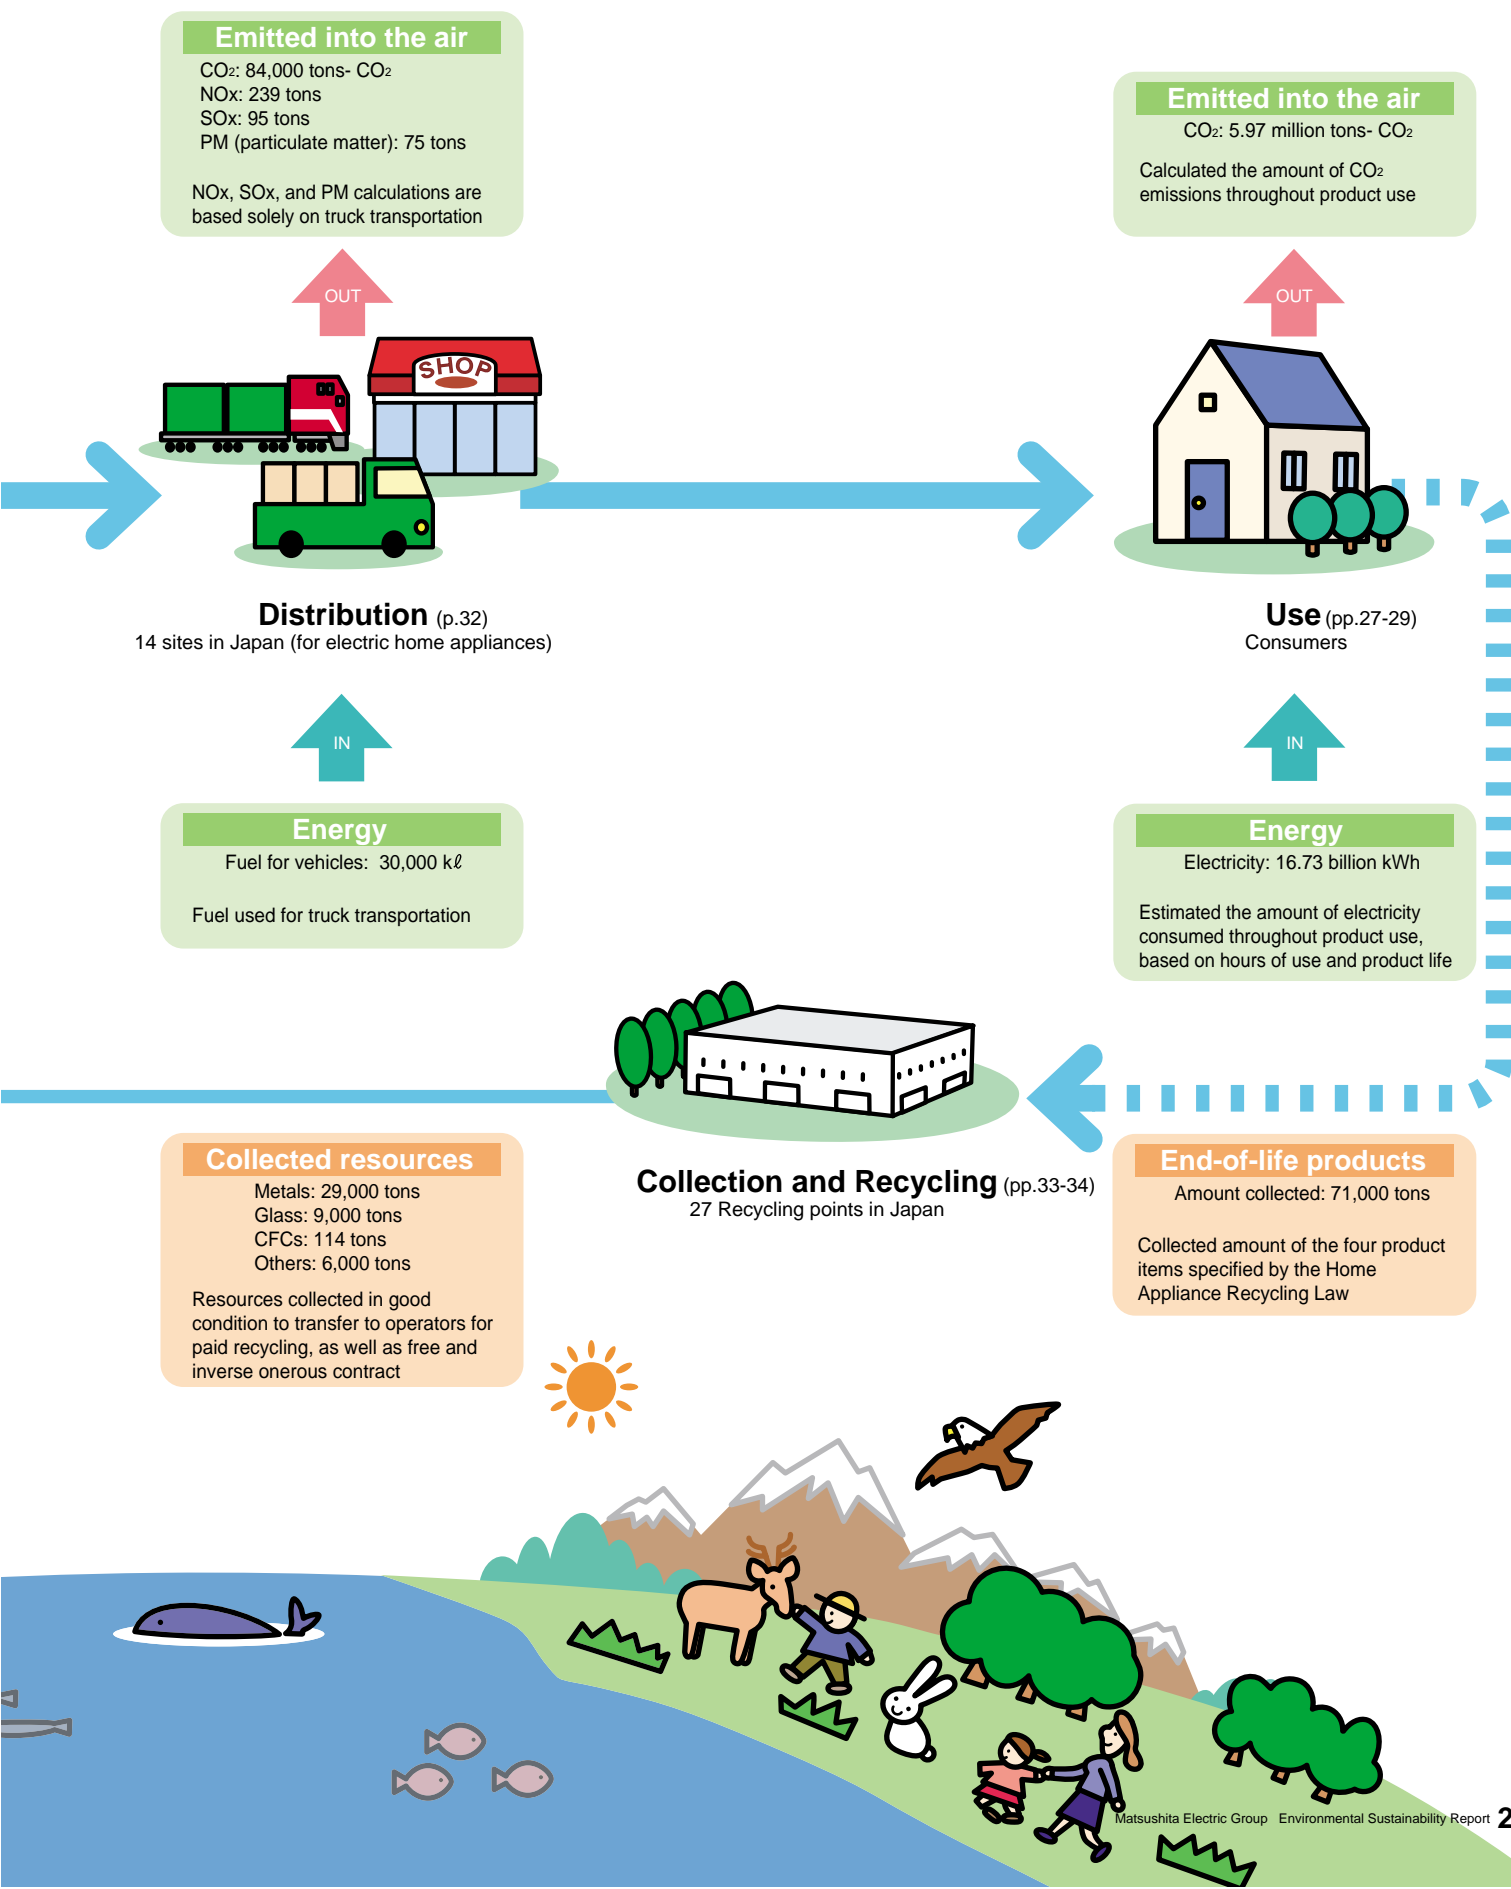 Emitted into the air
CO2: 84,000 tons- CO2
NOx: 239 tons
SOx: 95 tons
PM (particulate matter): 75 tons
NOx, SOx, and PM calculations are
based solely on truck transportation
Emitted into the air
CO2: 5.97 million tons- CO2
Calculated the amount of CO2
emissions throughout product use
OUT
OUT
SHOP
Distribution (p.32)
14 sites in Japan (for electric home appliances)
Use (pp.27-29)
Consumers
IN
IN
Energy
Fuel for vehicles: 30,000 kℓ
Fuel used for truck transportation
Energy
Electricity: 16.73 billion kWh
Estimated the amount of electricity
consumed throughout product use,
based on hours of use and product life
Collected resources
Metals: 29,000 tons
Glass: 9,000 tons
CFCs: 114 tons
Others: 6,000 tons
Resources collected in good
condition to transfer to operators for
paid recycling, as well as free and
inverse onerous contract
Collection and Recycling (pp.33-34)
27 Recycling points in Japan
End-of-life products
Amount collected: 71,000 tons
Collected amount of the four product
items specified by the Home
Appliance Recycling Law
Matsushita Electric Group Environmental Sustainability Report 2